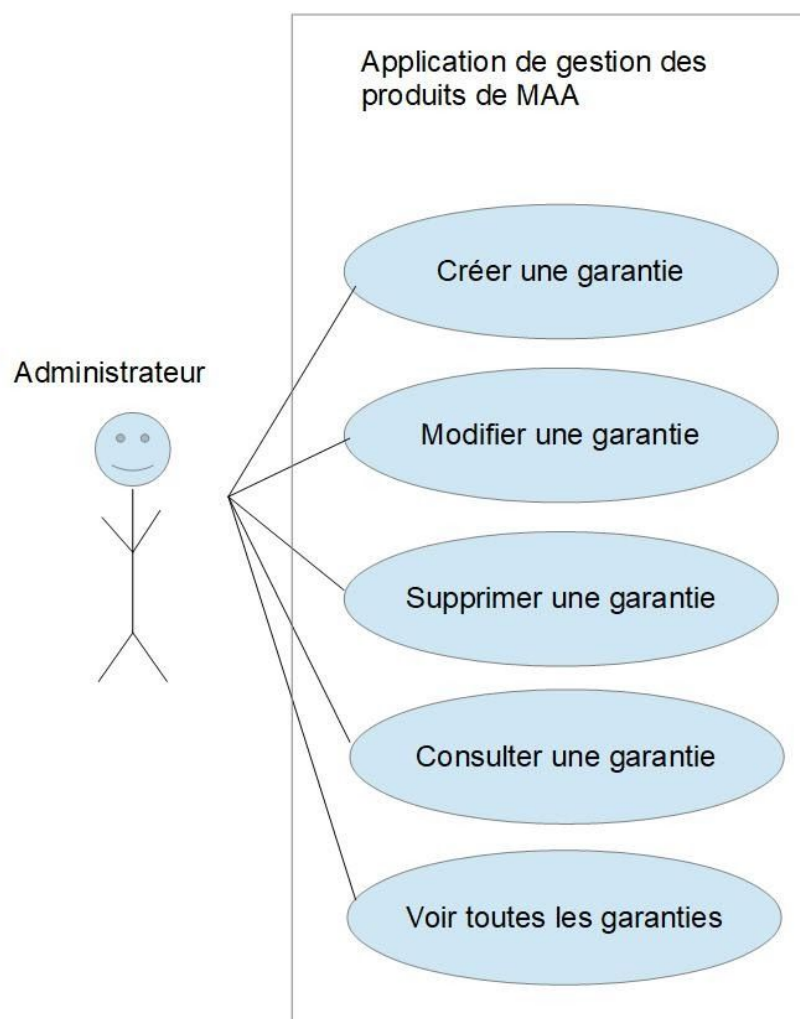 Application de gestion des
produits de MAA
Créer une garantie
Administrateur
Modifier une garantie
Supprimer une garantie
Consulter une garantie
Voir toutes les garanties